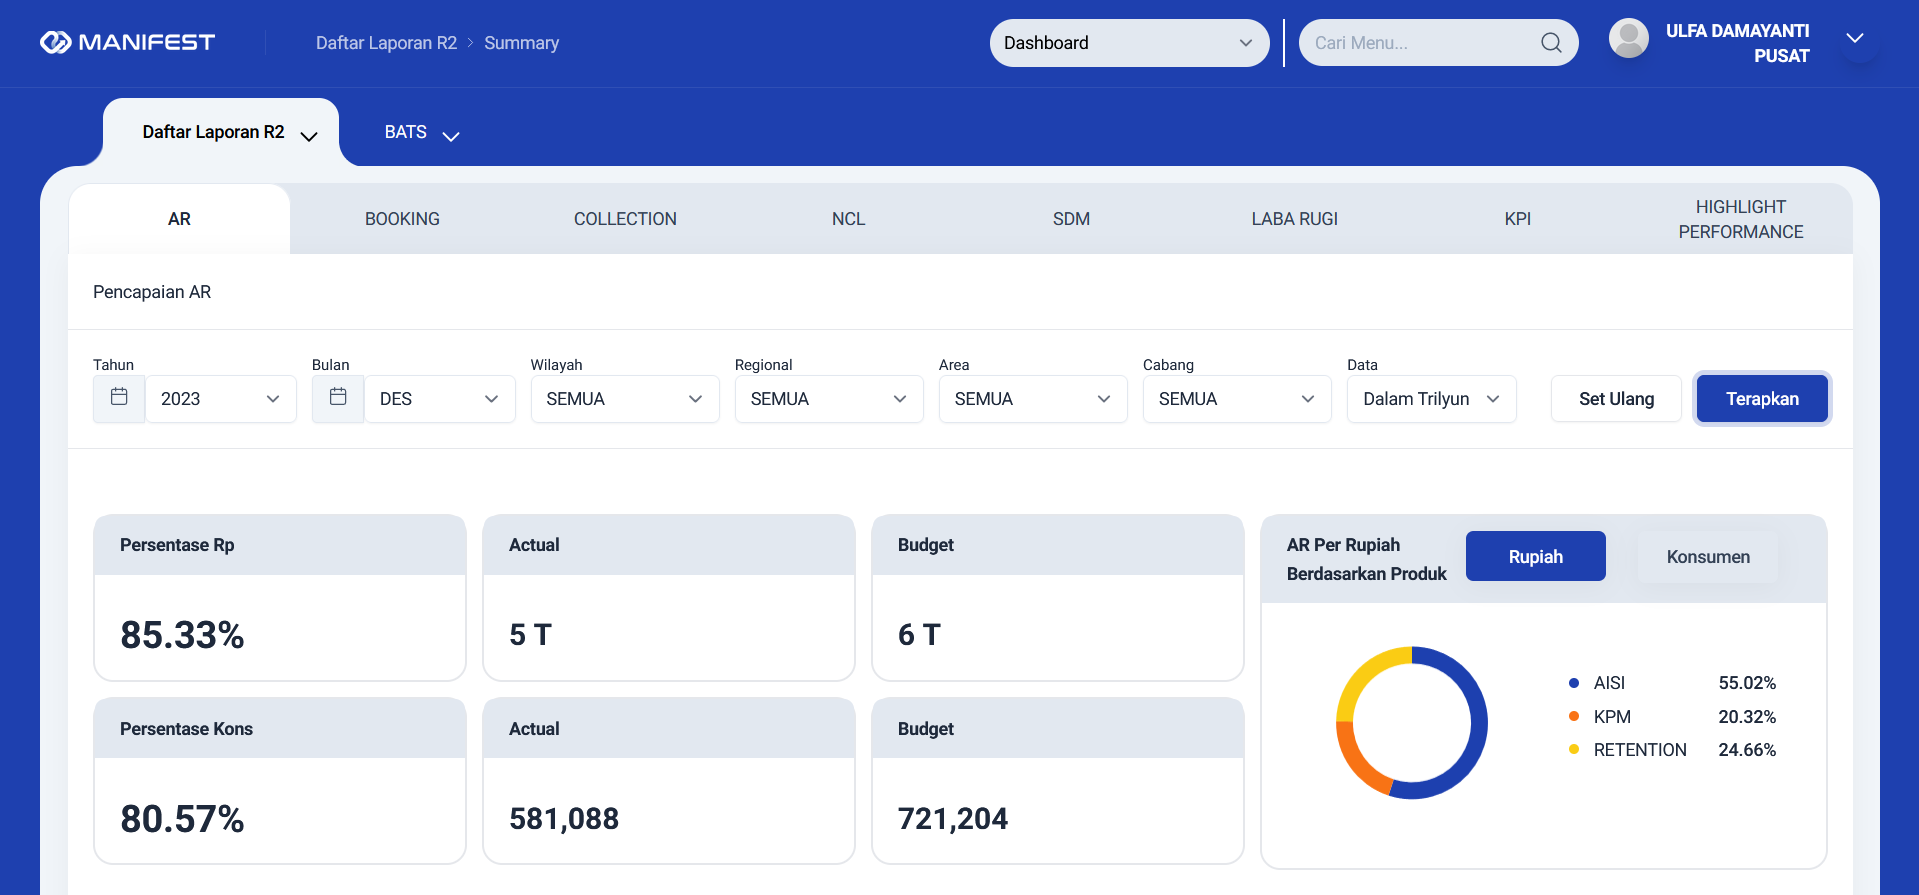 MANIFEST
Daftar Laporan R2 > Summary
Dashboard
Cari Menu...
ULFA DAMAYANTI
PUSAT
Daftar Laporan R2
BATS
AR
BOOKING
COLLECTION
NCL
SDM
LABA RUGI
KPI
HIGHLIGHT
PERFORMANCE
Pencapaian AR
Tahun
2023
Bulan
DES
Wilayah
SEMUA
Regional
SEMUA
Area
SEMUA
Cabang
SEMUA
Data
Dalam Trilyun
Set Ulang
Terapkan
Persentase Rp
85.33%
Actual
5 T
Budget
6 T
AR Per Rupiah
Berdasarkan Produk
Rupiah
Konsumen
AISI 55.02%
KPM 20.32%
RETENTION 24.66%
Persentase Kons
80.57%
Actual
581,088
Budget
721,204